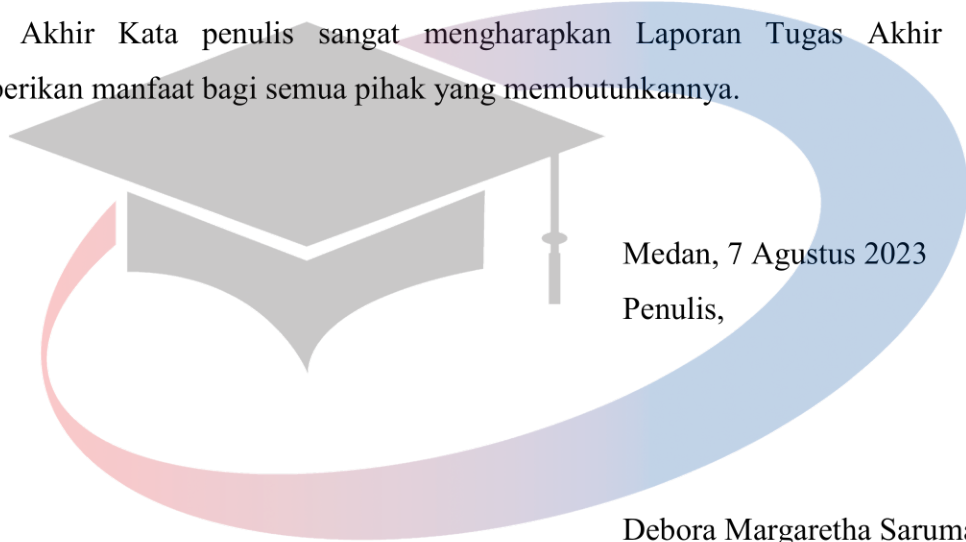 Akhir Kata penulis sangat mengharapkan Laporan Tugas Akhir
berikan manfaat bagi semua pihak yang membutuhkannya.
Medan, 7 Agustus 2023
Penulis,
Debora Margaretha